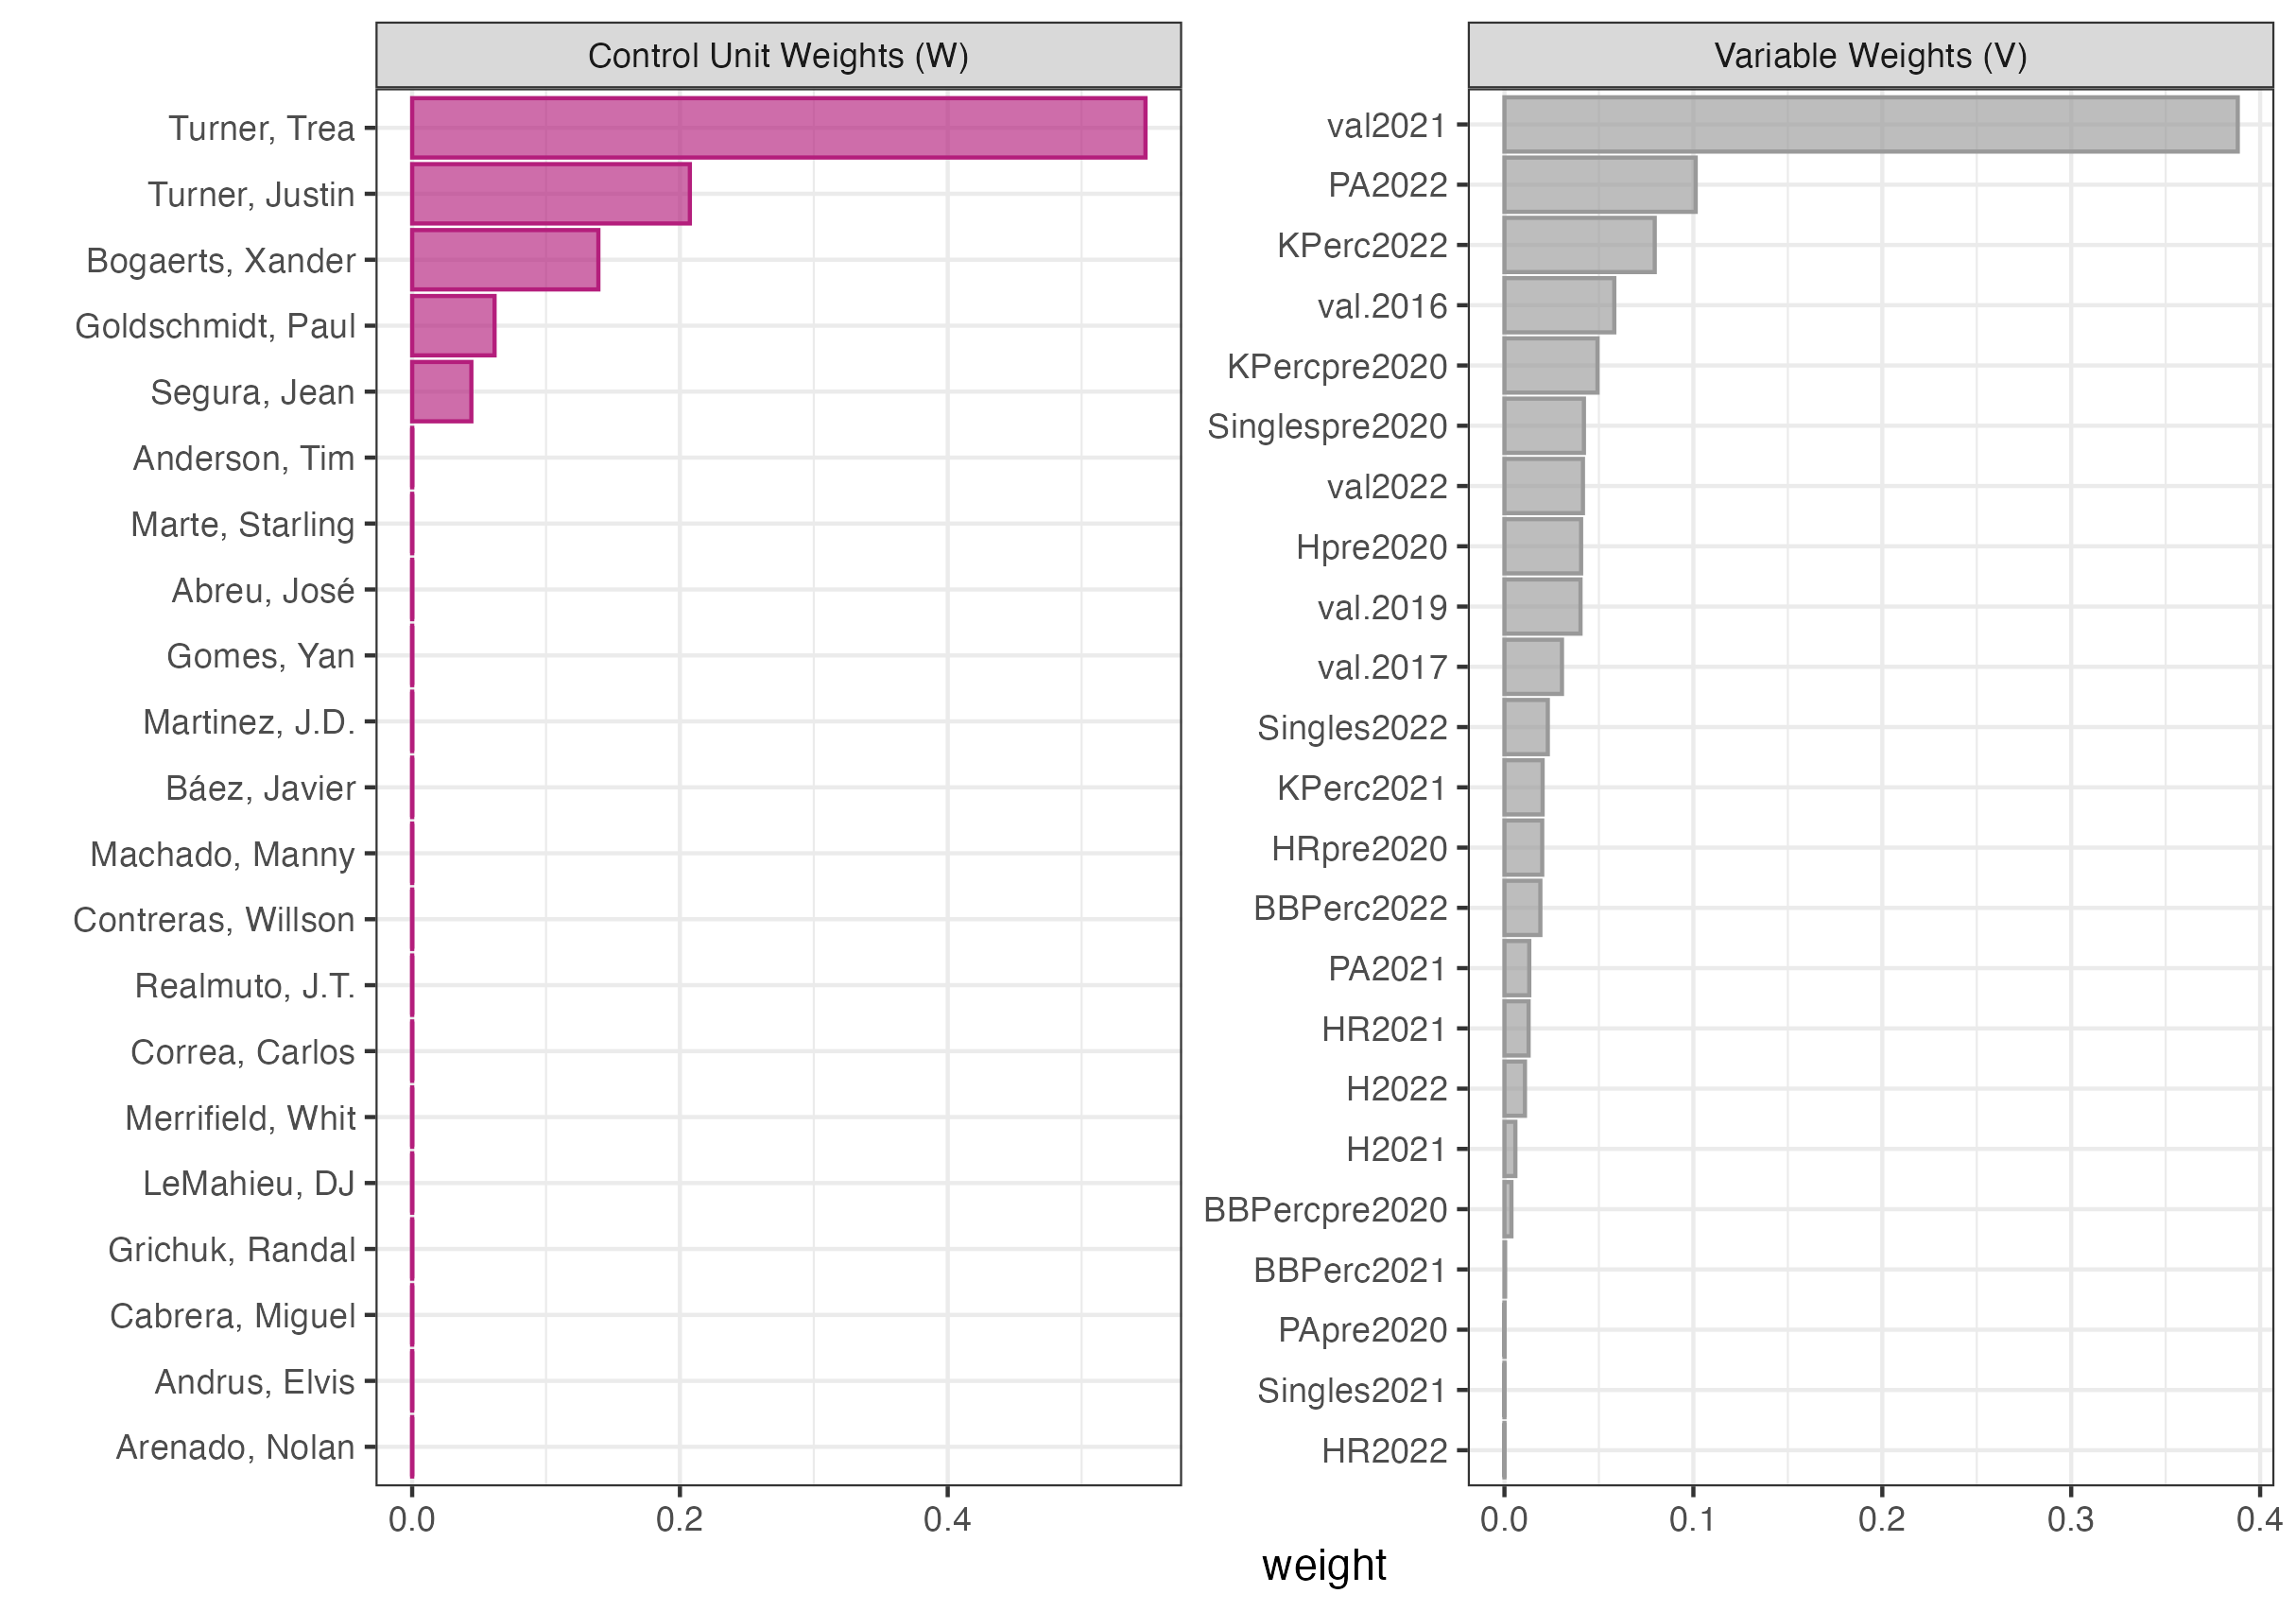 Control Unit Weights (W)
Turner, Trea
Turner, Justin
Bogaerts, Xander
Goldschmidt, Paul
Segura, Jean
Anderson, Tim
Marte, Starling
Abreu, José
Gomes, Yan
Martinez, J.D.
Báez, Javier
Machado, Manny
Contreras, Willson
Realmuto, J.T.
Correa, Carlos
Merrifield, Whit
LeMahieu, DJ
Grichuk, Randal
Cabrera, Miguel
Andrus, Elvis
Arenado, Nolan
0.0 0.2 0.4
Variable Weights (V)
val2021
PA2022
KPerc2022
val.2016
KPercpre2020
Singlespre2020
val2022
Hpre2020
val.2019
val.2017
Singles2022
KPerc2021
HRpre2020
BBPerc2022
PA2021
HR2021
H2022
H2021
BBPercpre2020
BBPerc2021
PApre2020
Singles2021
HR2022
0.0 0.1 0.2 0.3 0.4
weight